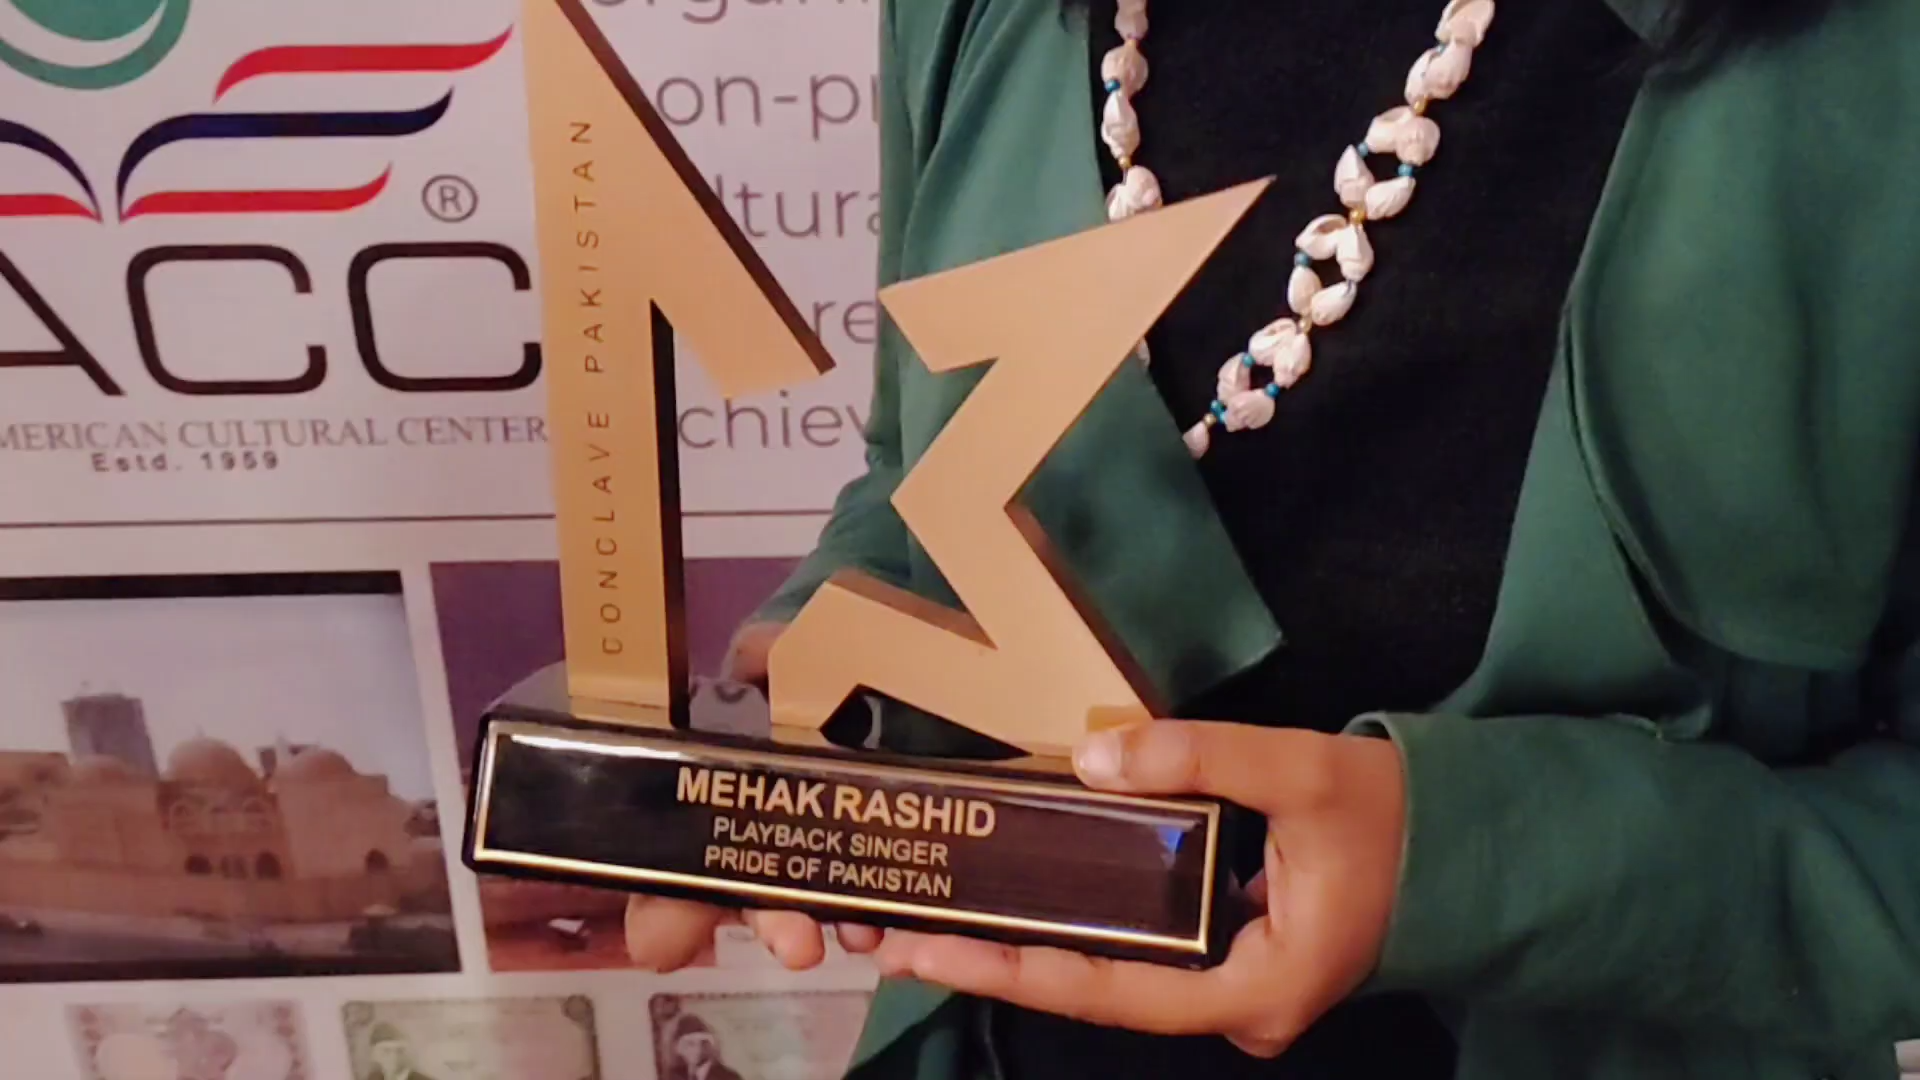 on-p
ltura
re
chiev
®
ACC
AMERICAN CULTURAL CENTER
Estd. 1959
CONCLAVE PAKISTAN
MEHAK RASHID
PLAYBACK SINGER
PRIDE OF PAKISTAN